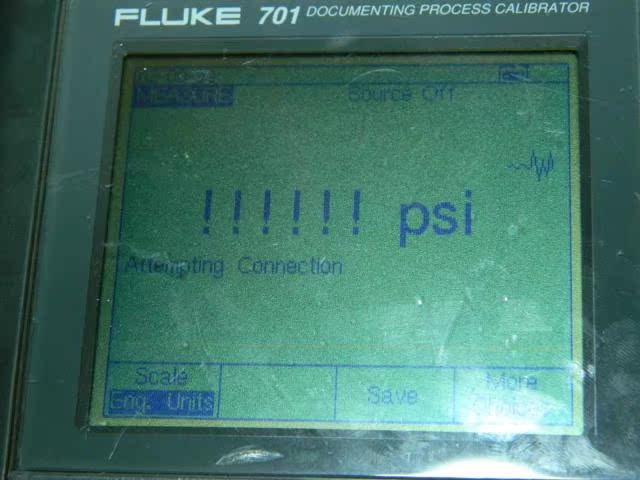 FLUKE 701 DOCUMENTING PROCESS CALIBRATOR
MEASURE Source Off
!!!!!! psi
Attempting Connection
Scale Save More
Eng. Units